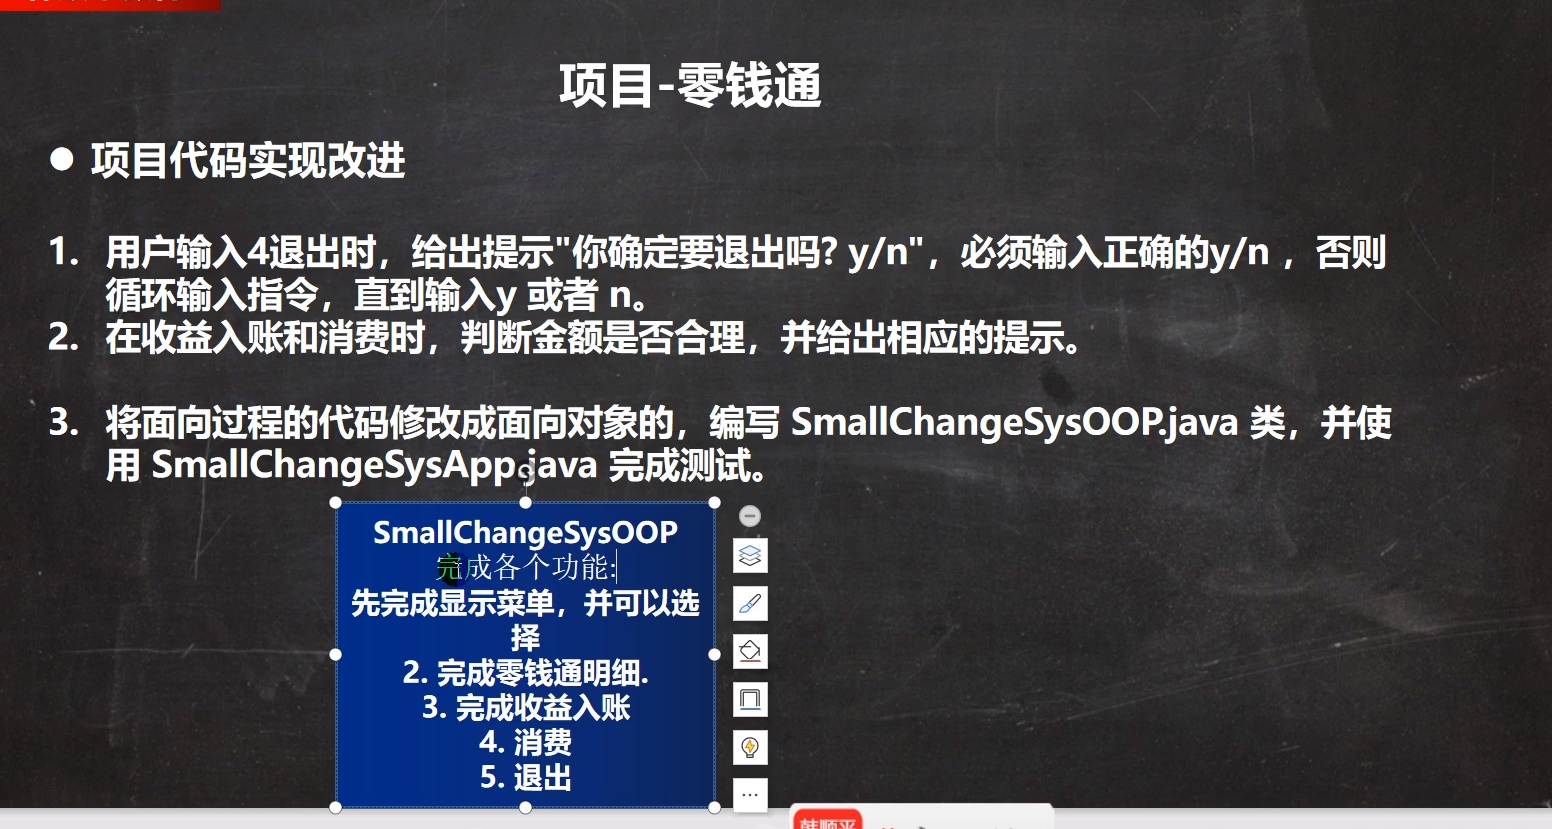 项目-零钱通
● 项目代码实现改进
1. 用户输入4退出时，给出提示"你确定要退出吗? y/n"，必须输入正确的y/n ，否则
循环输入指令，直到输入y 或者 n。
2. 在收益入账和消费时，判断金额是否合理，并给出相应的提示。
3. 将面向过程的代码修改成面向对象的，编写 SmallChangeSysOOP.java 类，并使
用 SmallChangeSysApp.java 完成测试。
SmallChangeSysOOP
完成各个功能:
先完成显示菜单，并可以选
择
2. 完成零钱通明细.
3. 完成收益入账
4. 消费
5. 退出
韩顺平